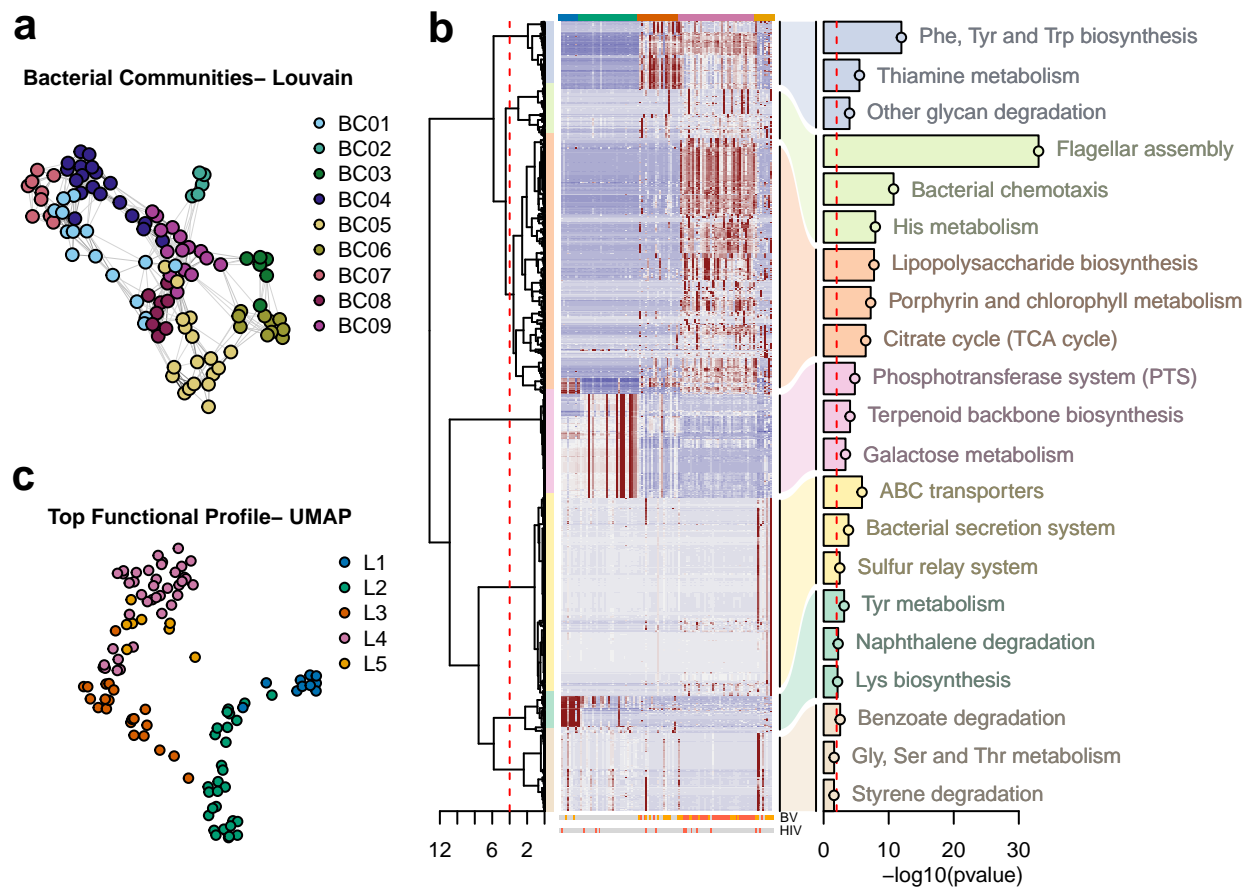 a
Bacterial Communities– Louvain
BC01
BC02
BC03
BC04
BC05
BC06
BC07
BC08
BC09
c
Top Functional Profile– UMAP
L1
L2
L3
L4
L5
b
BV
HIV
12 6 2
Phe, Tyr and Trp biosynthesis
Thiamine metabolism
Other glycan degradation
Flagellar assembly
Bacterial chemotaxis
His metabolism
Lipopolysaccharide biosynthesis
Porphyrin and chlorophyll metabolism
Citrate cycle (TCA cycle)
Phosphotransferase system (PTS)
Terpenoid backbone biosynthesis
Galactose metabolism
ABC transporters
Bacterial secretion system
Sulfur relay system
Tyr metabolism
Naphthalene degradation
Lys biosynthesis
Benzoate degradation
Gly, Ser and Thr metabolism
Styrene degradation
0 10 20 30
−log10(pvalue)